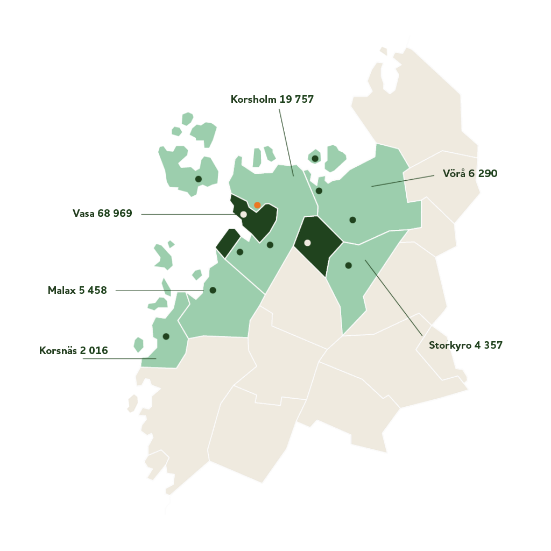 Korsholm 19 757
Vörå 6 290
Vasa 68 969
Malax 5 458
Storkyro 4 357
Korsnäs 2 016